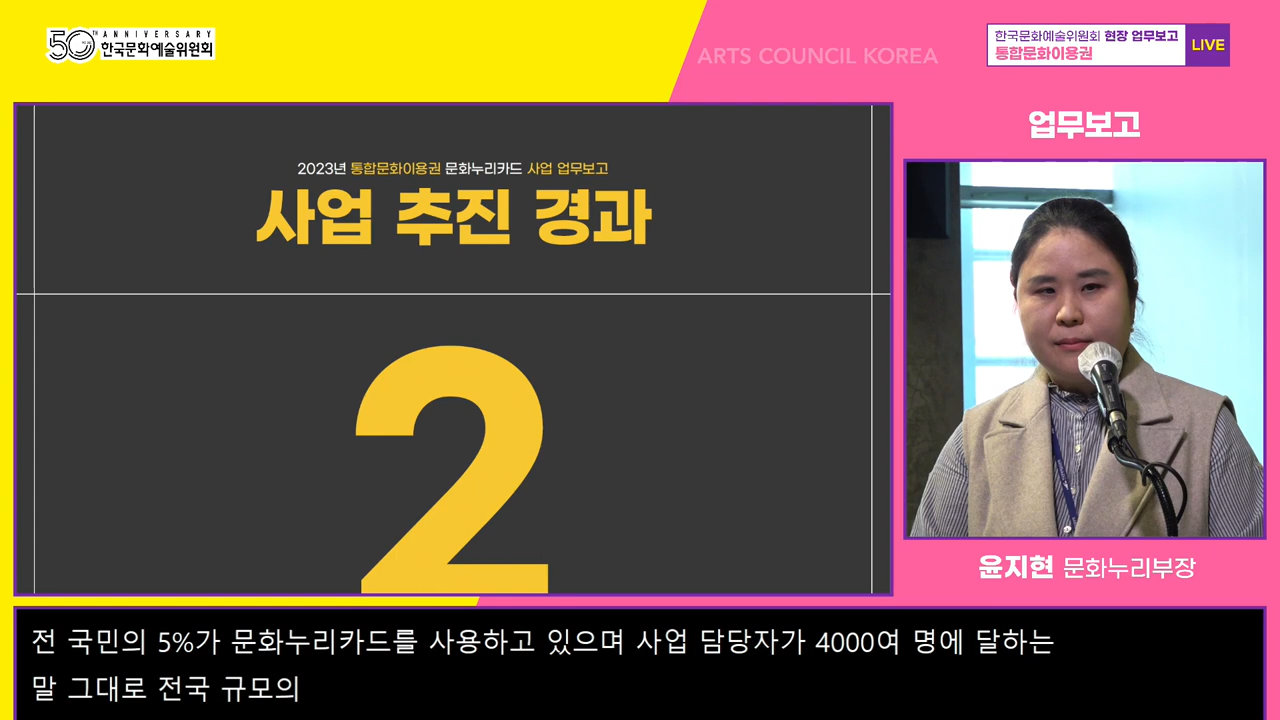 50TH ANNIVERSARY
한국문화예술위원회
ARTS COUNCIL KOREA
한국문화예술위원회 현장 업무보고
통합문화이용권
LIVE
업무보고
2023년 통합문화이용권 문화누리카드 사업 업무보고
사업 추진 경과
2
윤지현 문화누리부장
전 국민의 5%가 문화누리카드를 사용하고 있으며 사업 담당자가 4000여 명에 달하는
말 그대로 전국 규모의